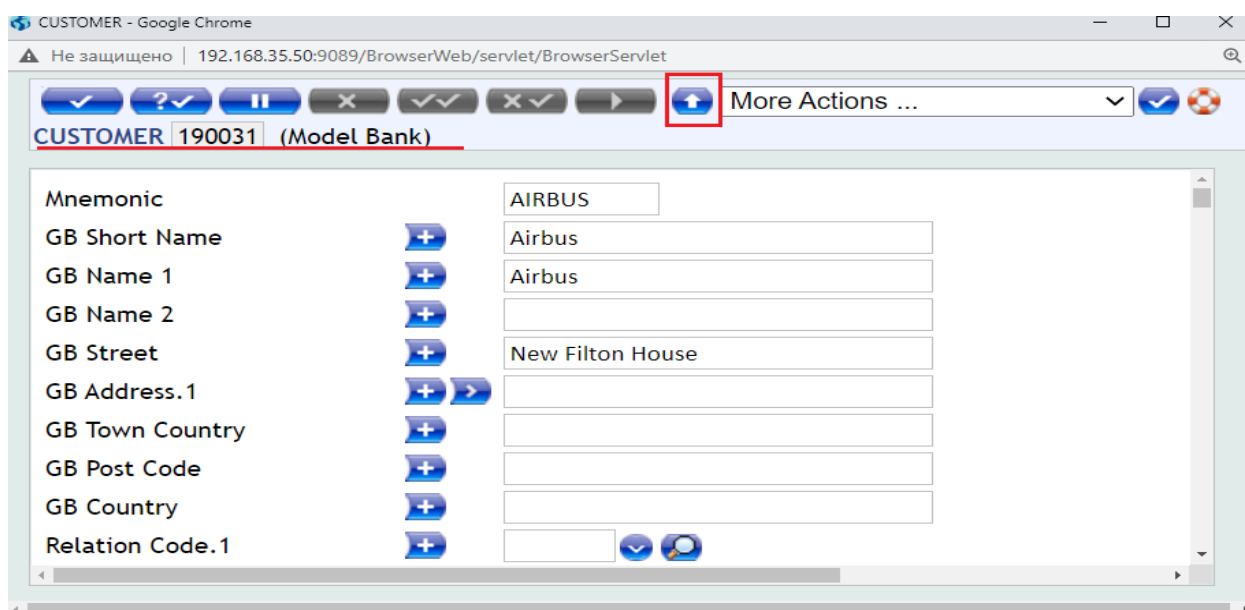 CUSTOMER - Google Chrome
Не защищено | 192.168.35.50:9089/BrowserWeb/servlet/BrowserServlet
More Actions ...
CUSTOMER 190031 (Model Bank)
Mnemonic AIRBUS
GB Short Name Airbus
GB Name 1 Airbus
GB Name 2
GB Street New Filton House
GB Address.1
GB Town Country
GB Post Code
GB Country
Relation Code.1